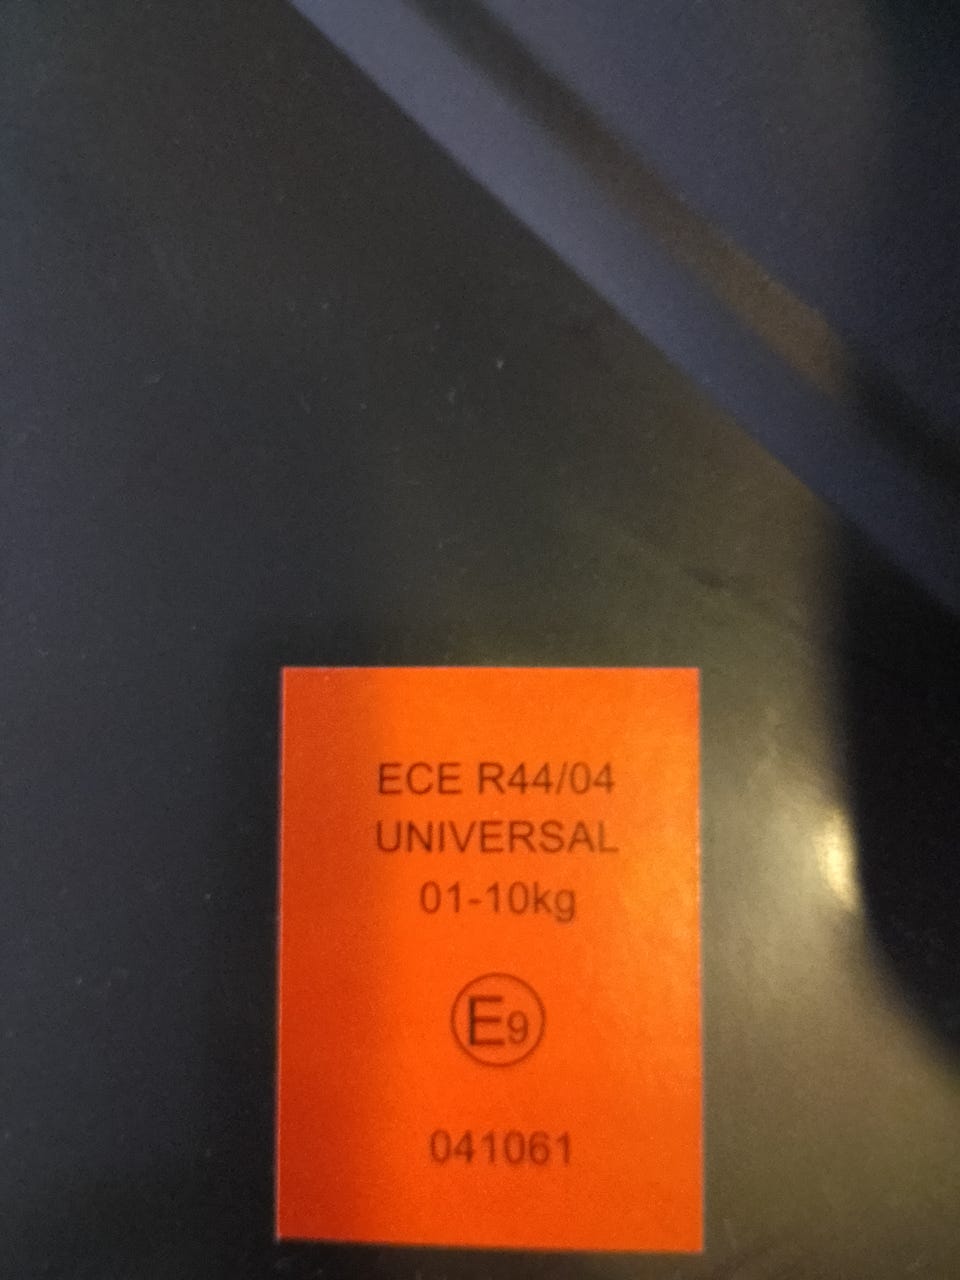 ECE R44/04
UNIVERSAL
01-10kg
E9
041061